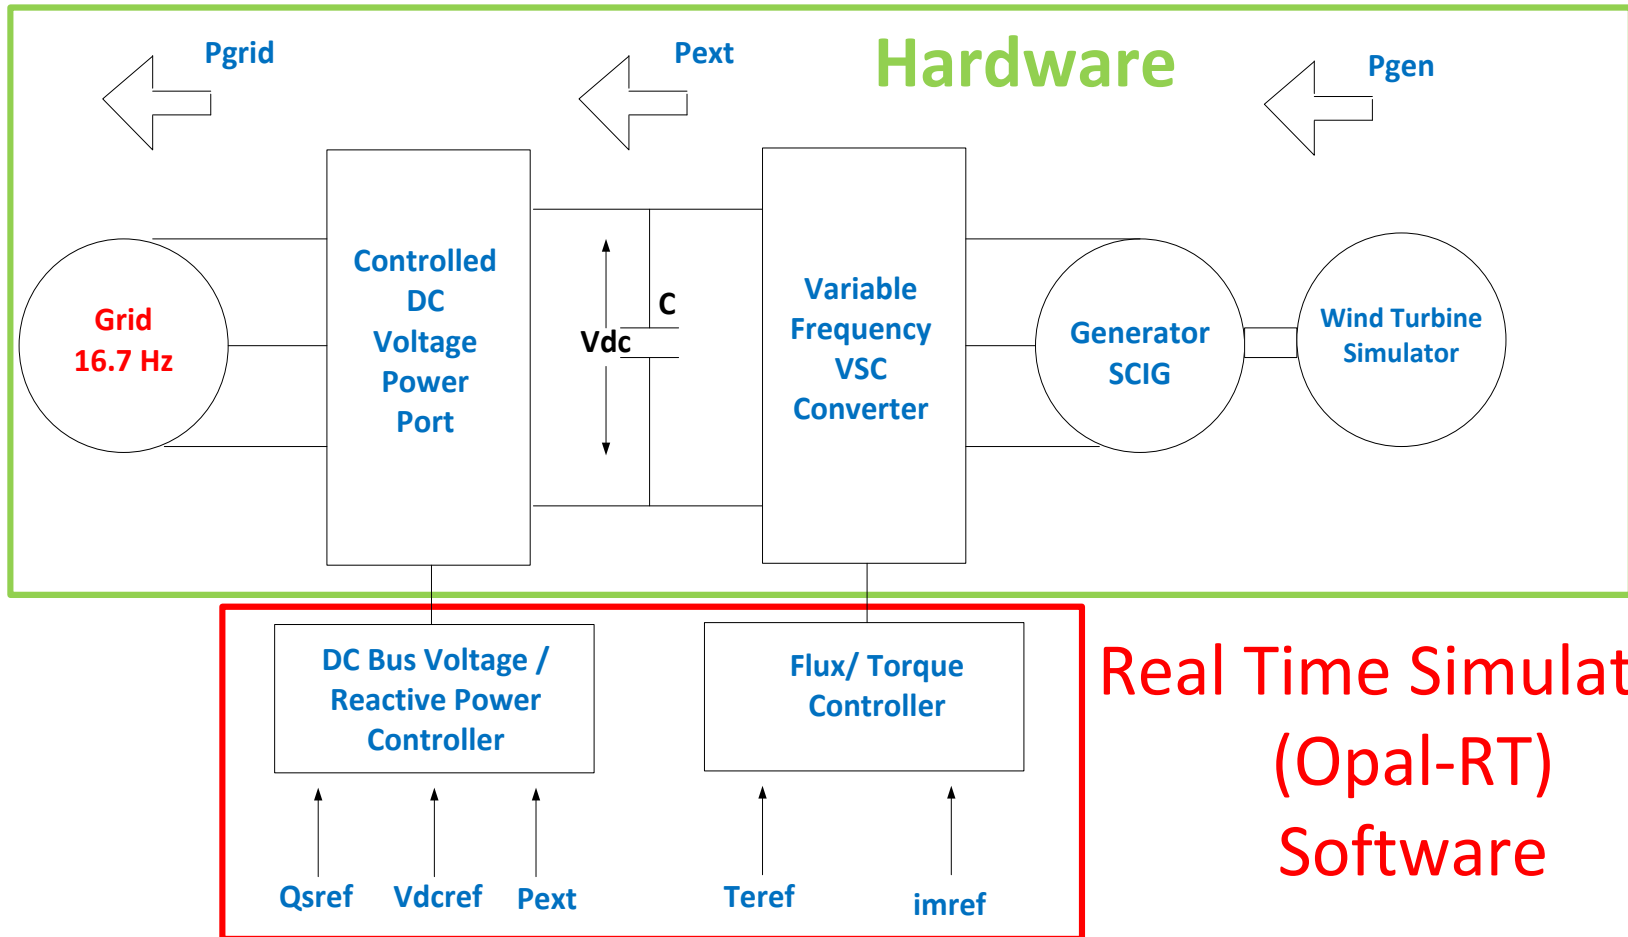 Pgrid
Pext
Hardware
Pgen
Grid
16.7 Hz
Controlled
DC
Voltage
Power
Port
Vdc
C
Variable
Frequency
VSC
Converter
Generator
SCIG
Wind Turbine
Simulator
DC Bus Voltage /
Reactive Power
Controller
Flux/ Torque
Controller
Qsref
Vdcref
Pext
Teref
imref
Real Time Simulat
(Opal-RT)
Software